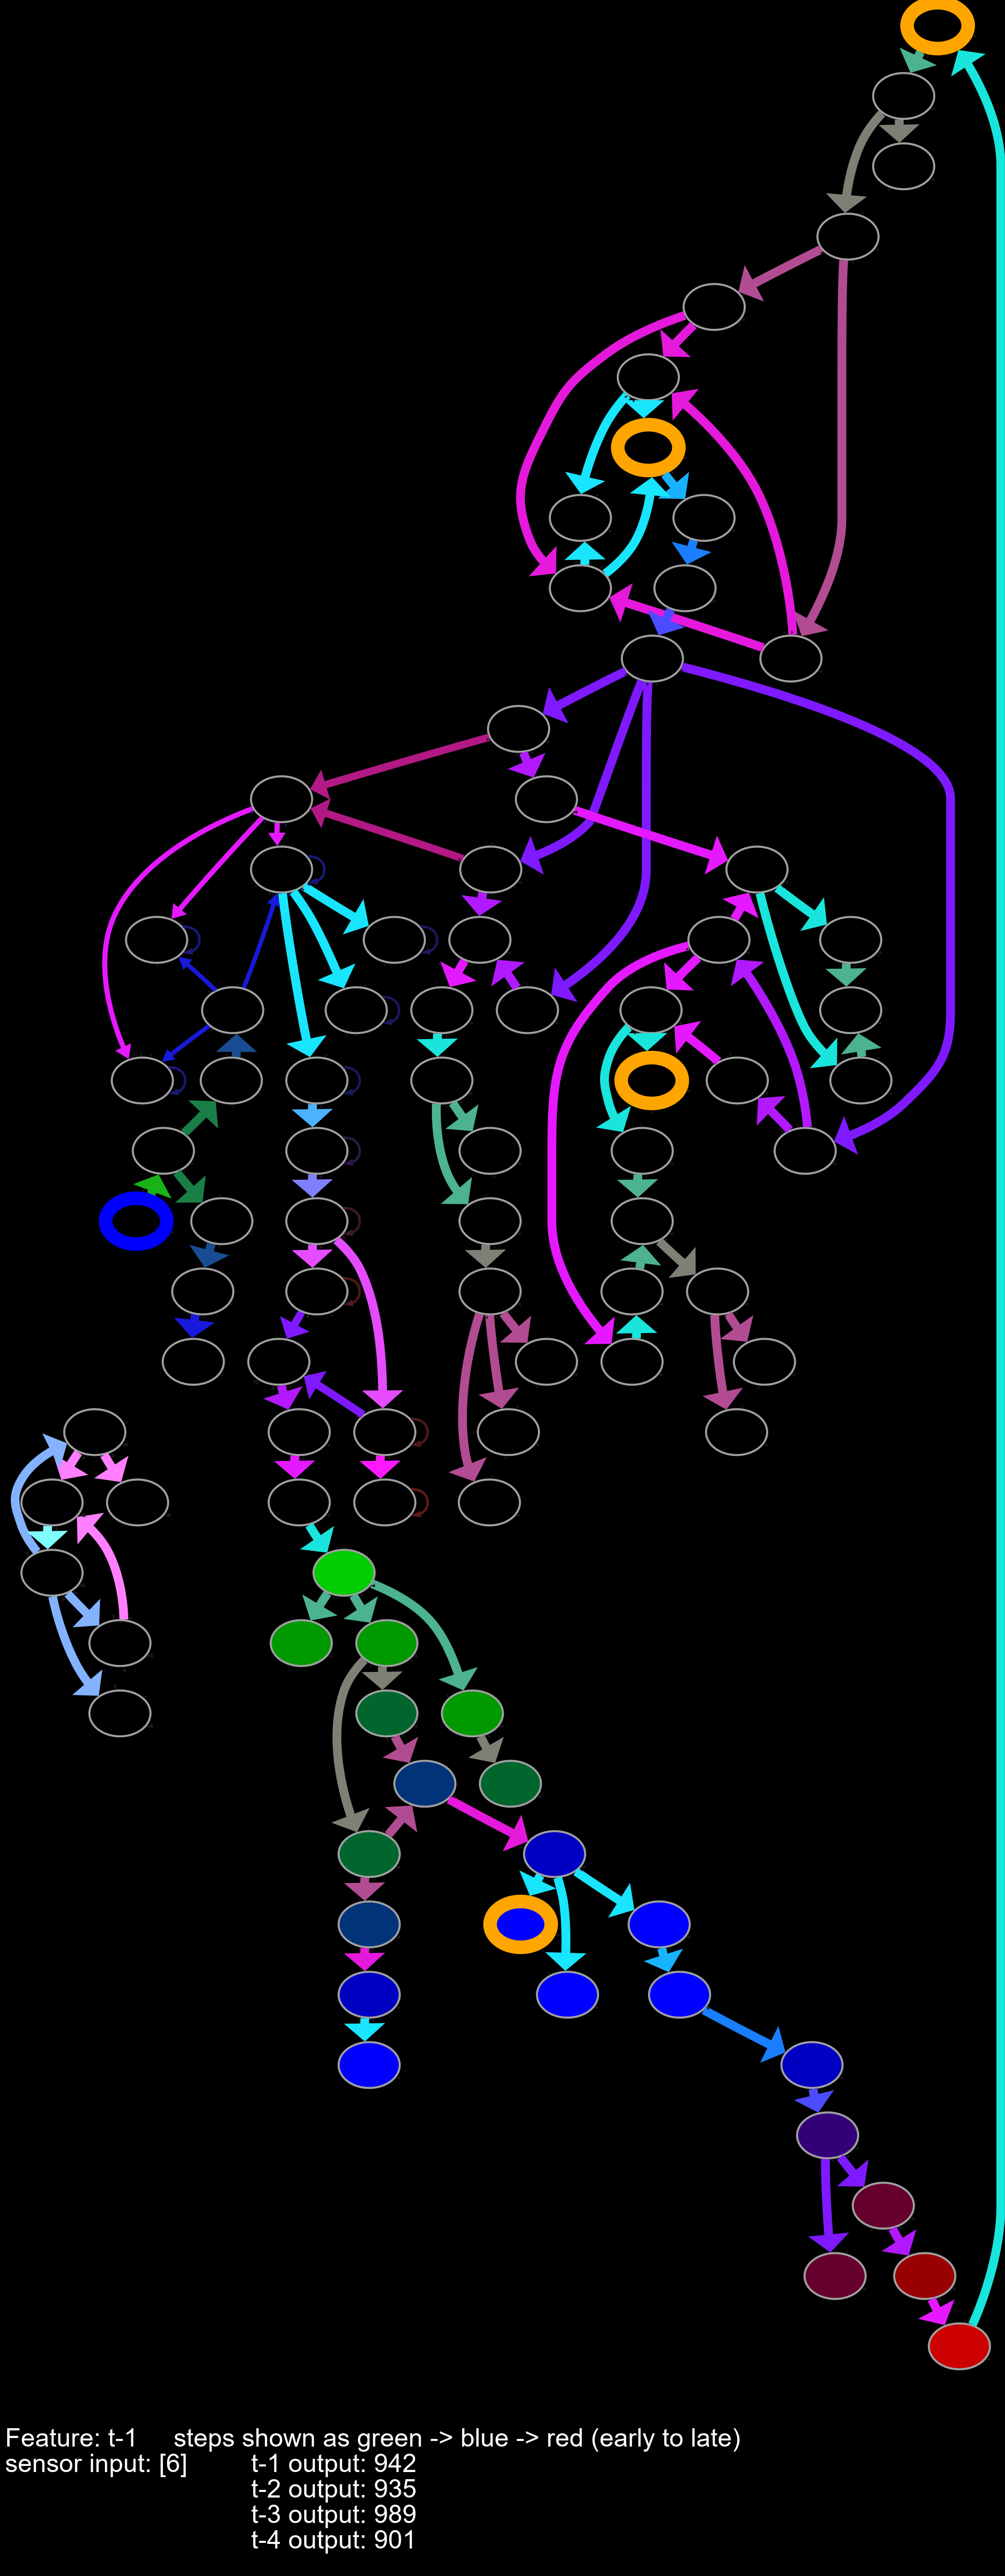 Feature: t-1 steps shown as green -> blue -> red (early to late)
sensor input: [6] t-1 output: 942
t-2 output: 935
t-3 output: 989
t-4 output: 901